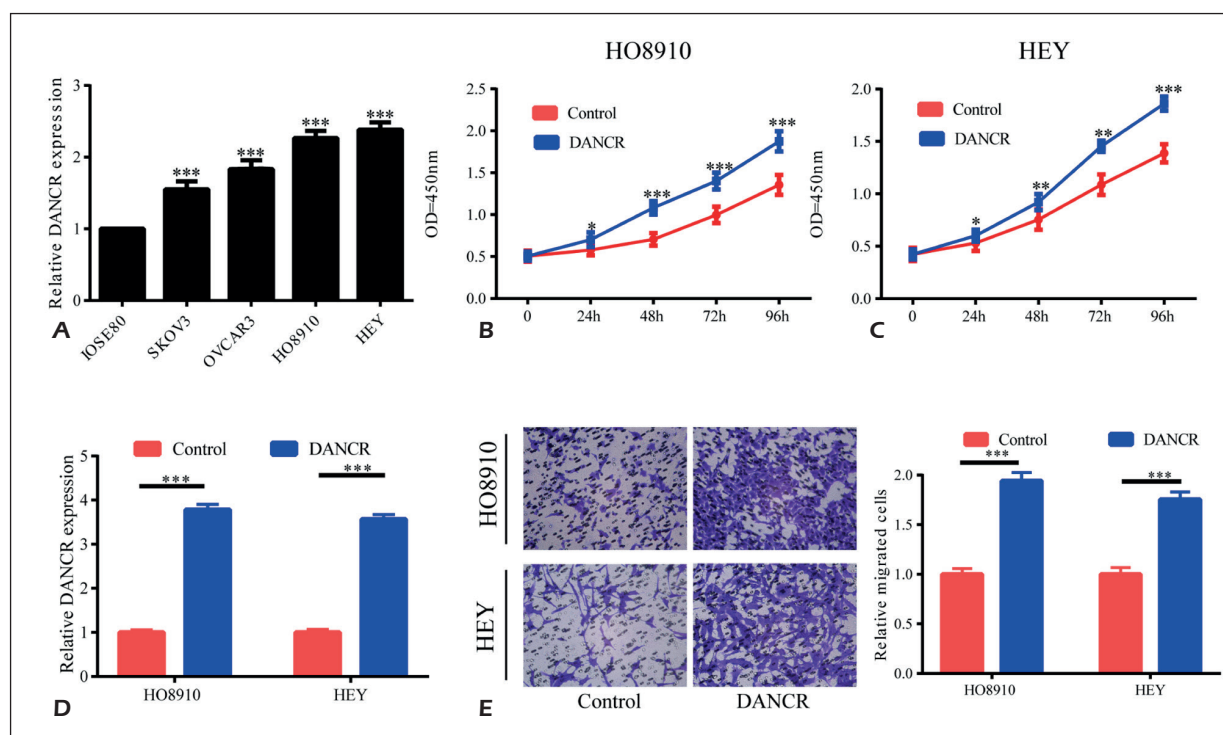 Relative DANCR expression
3
2
1
0
***
***
***
***
IOSE80
SKOV3
OVCAR3
HO8910
HEY
A
HO8910
OD=450nm
2.5
2.0
1.5
1.0
0.5
0.0
Control
DANCR
*
***
***
***
0 24h 48h 72h 96h
B
HEY
OD=450nm
2.0
1.5
1.0
0.5
0.0
Control
DANCR
*
**
**
***
0 24h 48h 72h 96h
C
Control DANCR
Relative DANCR expression
5
4
3
2
1
0
***
***
HO8910 HEY
D
HO8910
HEY
Control DANCR
E
Control DANCR
Relative migrated cells
2.0
1.5
1.0
0.5
0.0
***
***
HO8910 HEY